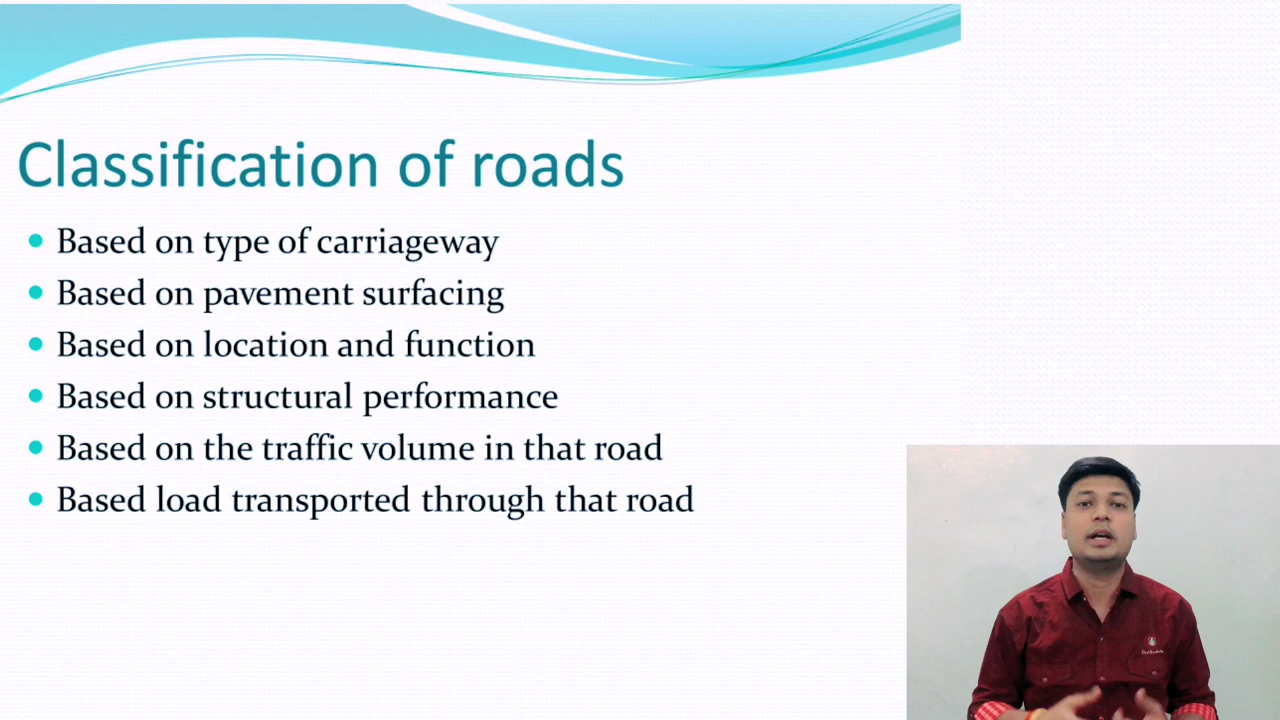 Classification of roads
Based on type of carriageway
Based on pavement surfacing
Based on location and function
Based on structural performance
Based on the traffic volume in that road
Based load transported through that road